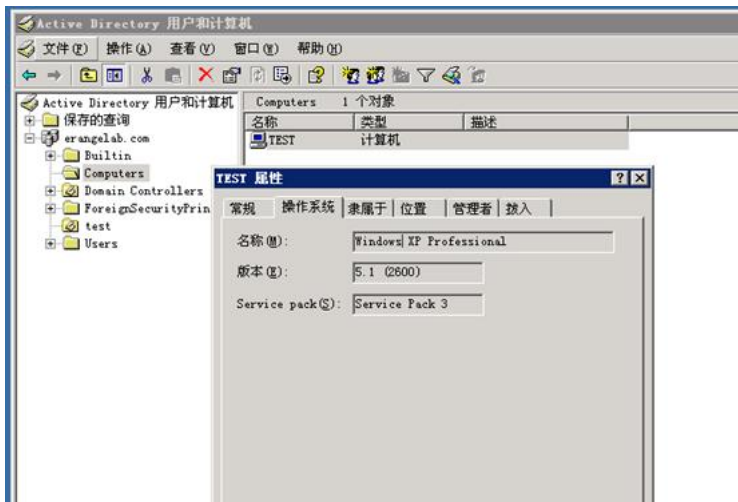 Active Directory 用户和计算机
文件(F) 操作(A) 查看(V) 窗口(W) 帮助(H)
Active Directory 用户和计算机
保存的查询
erangelab.com
Builtin
Computers
Domain Controllers
ForeignSecurityPrin
test
Users
Computers 1 个对象
名称 类型 描述
TEST 计算机
TEST 属性
常规 操作系统 隶属于 位置 管理者 拨入
名称(M): Windows XP Professional
版本(E): 5.1 (2600)
Service pack(S): Service Pack 3